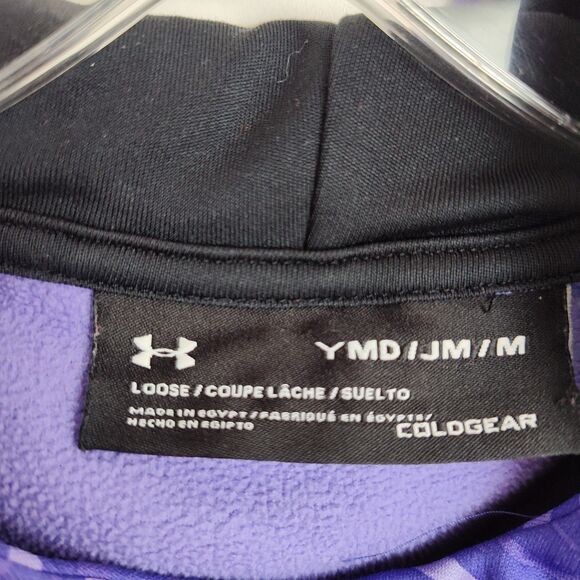 YMD/JM/M
LOOSE/COUPE LÂCHE/SUELTO
MADE IN EGYPT/FABRIQUÉ EN ÉGYPTE/
HECHO EN EGIPTO
COLDGEAR